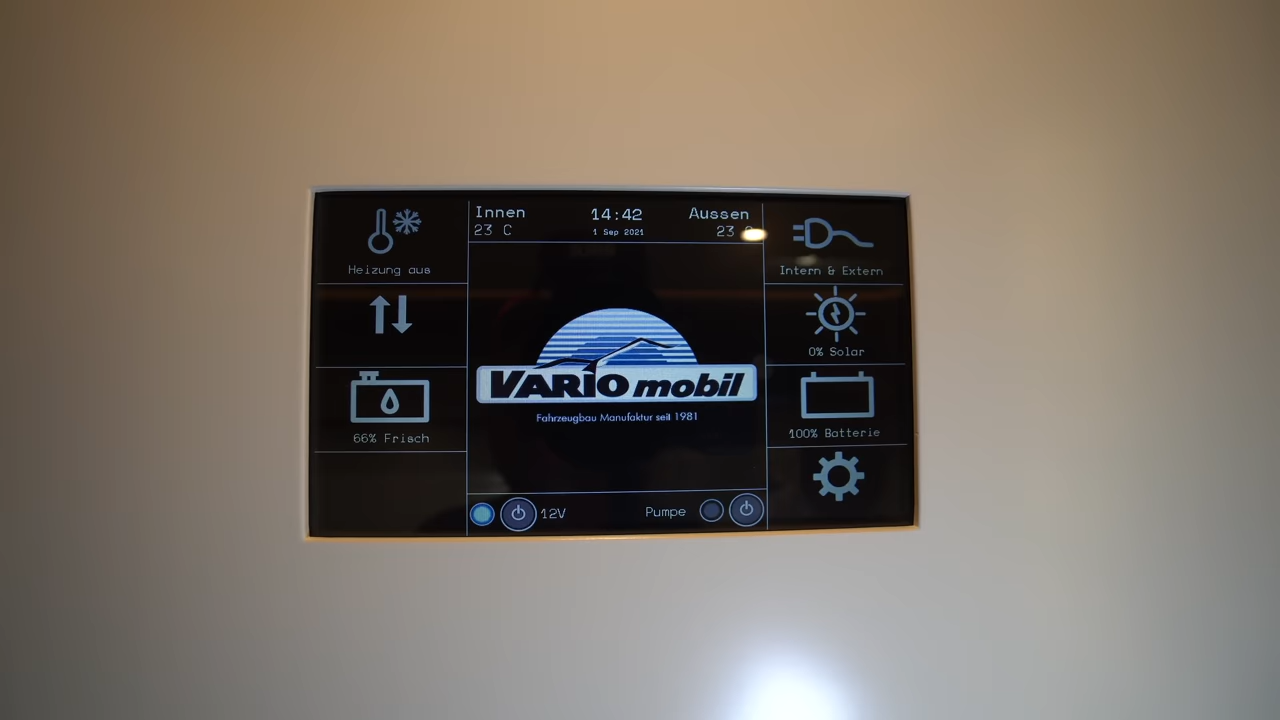 Innen 14:42 Aussen
23 C 1 Sep 2021 23
Heizung aus
66% Frisch
VARIO mobil
Fahrzeugbau Manufaktur seit 1981
Intern & Extern
0% Solar
100% Batterie
12V Pumpe